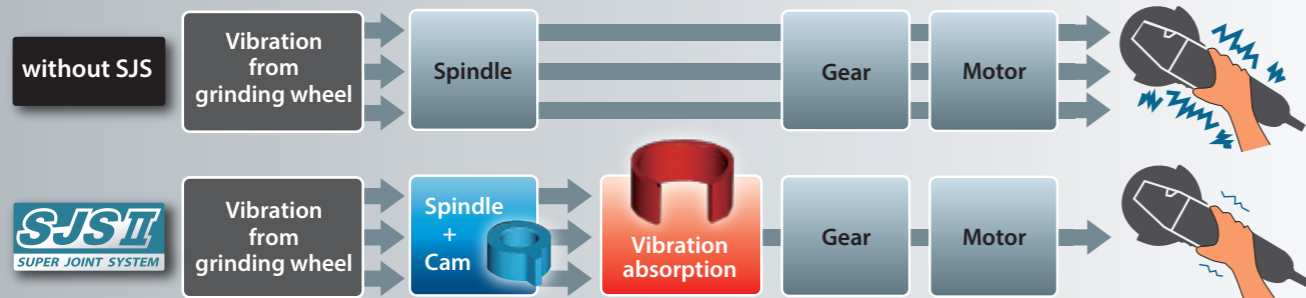 without SJS
Vibration
from
grinding wheel
Spindle
Gear
Motor
SJSII
SUPER JOINT SYSTEM
Vibration
from
grinding wheel
Spindle
+
Cam
Vibration
absorption
Gear
Motor